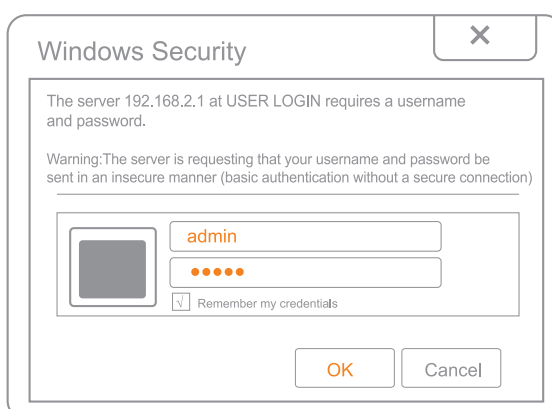 Windows Security
The server 192.168.2.1 at USER LOGIN requires a username
and password.
Warning:The server is requesting that your username and password be
sent in an insecure manner (basic authentication without a secure connection)
admin
●●●●●
√ Remember my credentials
OK Cancel